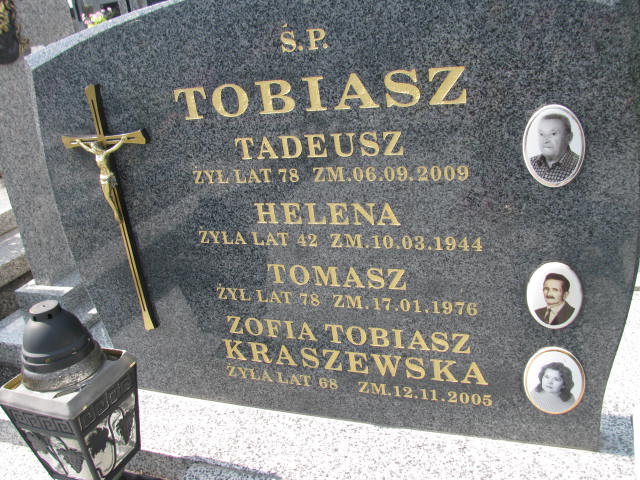 Ś.P.
TOBIASZ
TADEUSZ
ŻYŁ LAT 78 ZM.06.09.2009
HELENA
ŻYŁA LAT 42 ZM.10.03.1944
TOMASZ
ŻYŁ LAT 78 ZM.17.01.1976
ZOFIA TOBIASZ
KRASZEWSKA
ŻYŁA LAT 68 ZM.12.11.2005